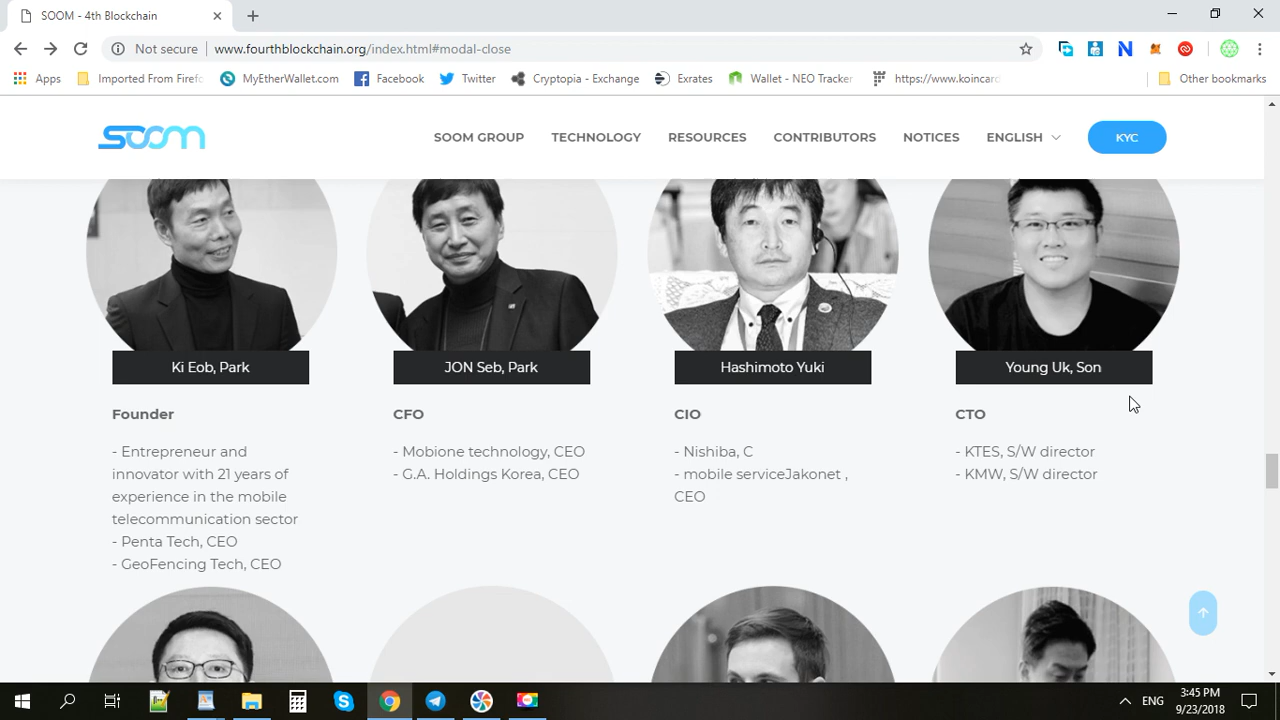 SOOM - 4th Blockchain
Not secure www.fourthblockchain.org/index.html#modal-close
Apps Imported From Firefo MyEtherWallet.com Facebook Twitter Cryptopia - Exchange Exrates Wallet - NEO Tracker https://www.koincard Other bookmarks
soom SOOM GROUP TECHNOLOGY RESOURCES CONTRIBUTORS NOTICES ENGLISH KYC
Ki Eob, Park
Founder
- Entrepreneur and
innovator with 21 years of
experience in the mobile
telecommunication sector
- Penta Tech, CEO
- GeoFencing Tech, CEO
JON Seb, Park
CFO
- Mobione technology, CEO
- G.A. Holdings Korea, CEO
Hashimoto Yuki
CIO
- Nishiba, C
- mobile serviceJakonet ,
CEO
Young Uk, Son
CTO
- KTES, S/W director
- KMW, S/W director
ENG
3:45 PM
9/23/2018